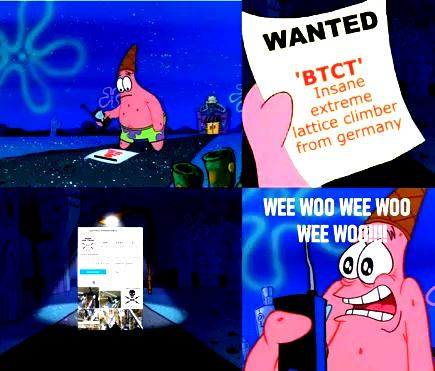 WANTED
'BTCT'
Insane
extreme
lattice climber
from germany
WEE WOO WEE WOO
WEE WOO!!!!